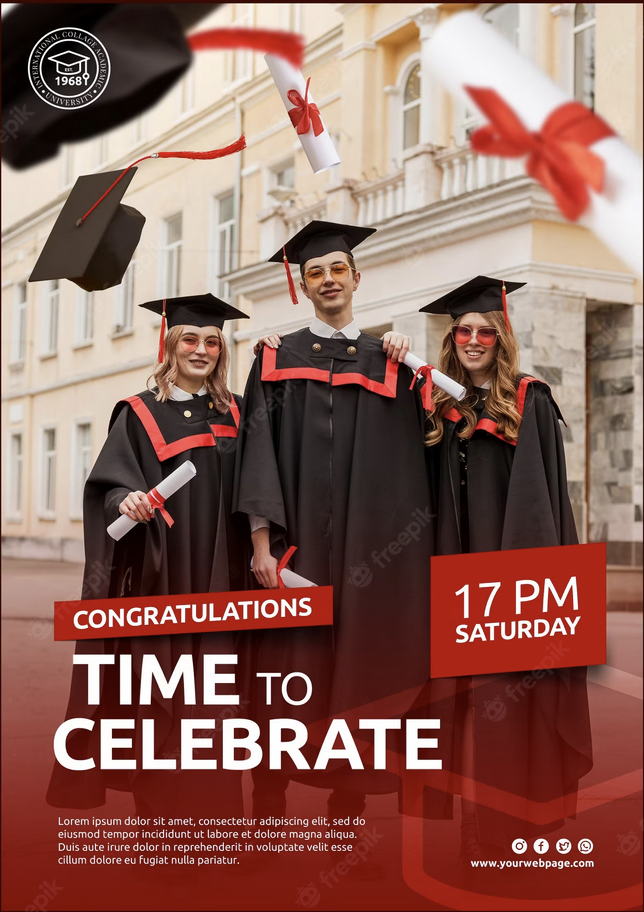 INTERNATIONAL COLLAGE ACADEMIC
EST.
1968
UNIVERSITY
CONGRATULATIONS
17 PM
SATURDAY
TIME TO
CELEBRATE
Lorem ipsum dolor sit amet, consectetur adipiscing elit, sed do
eiusmod tempor incididunt ut labore et dolore magna aliqua.
Duis aute irure dolor in reprehenderit in voluptate velit esse
cillum dolore eu fugiat nulla pariatur.
www.yourwebpage.com
freepik